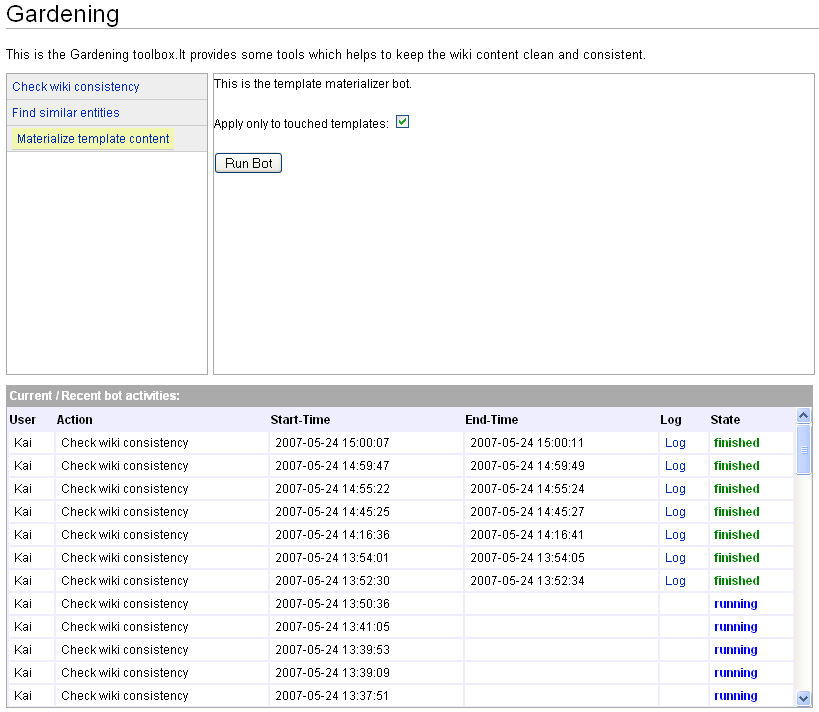 Gardening
This is the Gardening toolbox.It provides some tools which helps to keep the wiki content clean and consistent.
Check wiki consistency
Find similar entities
Materialize template content
This is the template materializer bot.
Apply only to touched templates:
Run Bot
Current / Recent bot activities:
User Action Start-Time End-Time Log State
Kai Check wiki consistency 2007-05-24 15:00:07 2007-05-24 15:00:11 Log finished
Kai Check wiki consistency 2007-05-24 14:59:47 2007-05-24 14:59:49 Log finished
Kai Check wiki consistency 2007-05-24 14:55:22 2007-05-24 14:55:24 Log finished
Kai Check wiki consistency 2007-05-24 14:45:25 2007-05-24 14:45:27 Log finished
Kai Check wiki consistency 2007-05-24 14:16:36 2007-05-24 14:16:41 Log finished
Kai Check wiki consistency 2007-05-24 13:54:01 2007-05-24 13:54:05 Log finished
Kai Check wiki consistency 2007-05-24 13:52:30 2007-05-24 13:52:34 Log finished
Kai Check wiki consistency 2007-05-24 13:50:36 running
Kai Check wiki consistency 2007-05-24 13:41:05 running
Kai Check wiki consistency 2007-05-24 13:39:53 running
Kai Check wiki consistency 2007-05-24 13:39:09 running
Kai Check wiki consistency 2007-05-24 13:37:51 running